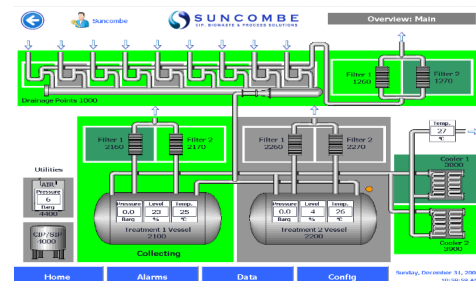 Suncombe
SUNCOMBE
CIP, BIOWASTE & PROCESS SOLUTIONS
Overview: Main
Filter 1
1260
Filter 2
1270
Drainage Points 1000
Filter 1
2160
Filter 2
2170
Filter 1
2260
Filter 2
2270
Temp.
27
°C
Cooler 1
3800
Utilities
AIR
Pressure
6
Barg
4400
CIP/SIP
4000
Pressure Level Temp.
0.0 23 25
Barg % °C
Treatment 1 Vessel
2100
Collecting
Pressure Level Temp.
0.0 4 26
Barg % °C
Treatment 2 Vessel
2200
Cooler 2
3900
Home
Alarms
Data
Config
Sunday, December 31, 200